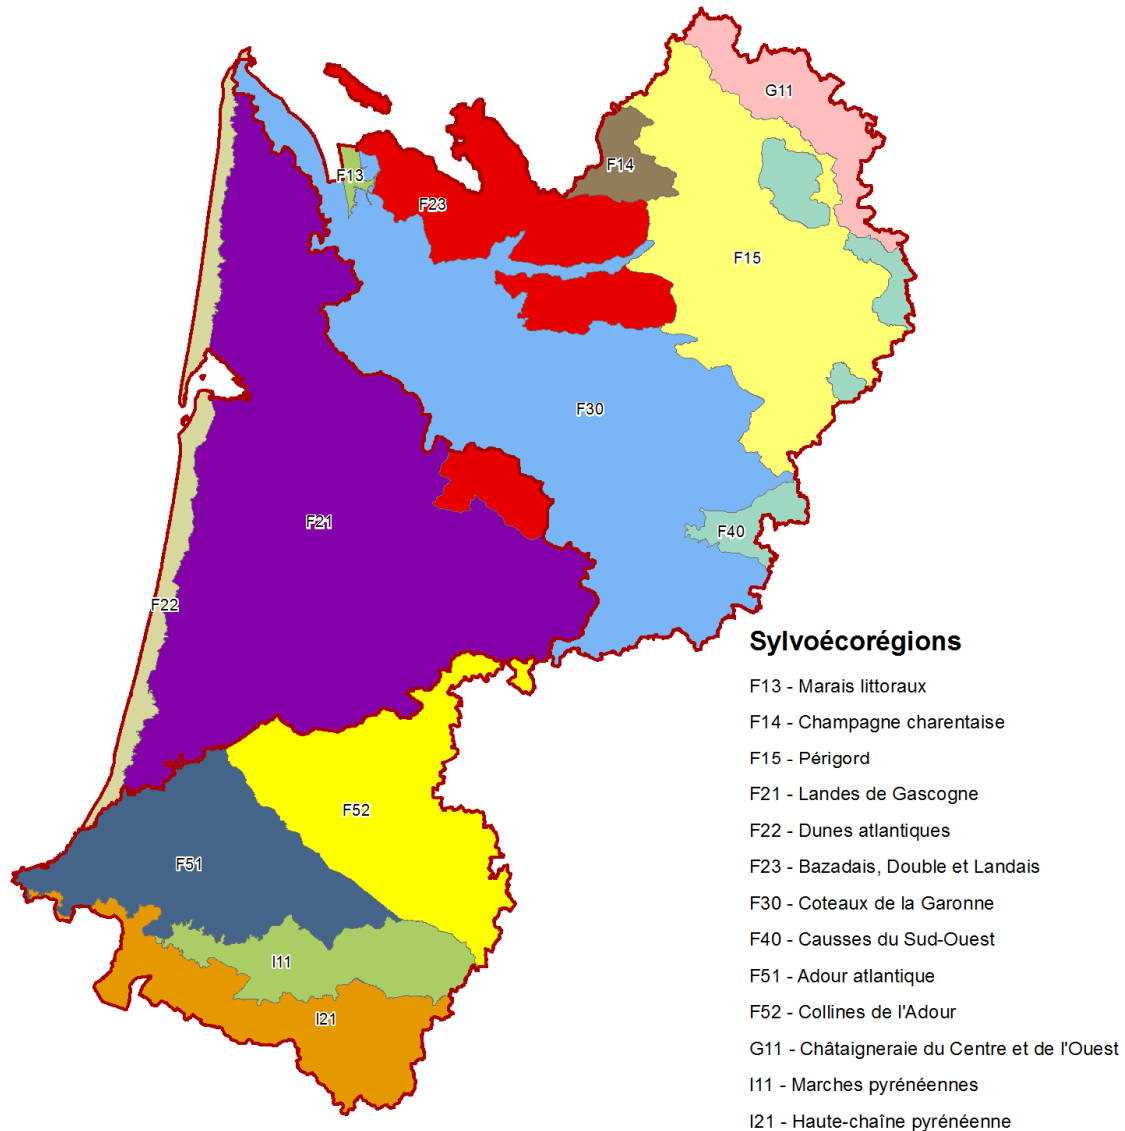 G11
F14
F13
F23
F15
F30
F21
F40
F22
Sylvoécorégions
F13 - Marais littoraux
F14 - Champagne charentaise
F15 - Périgord
F21 - Landes de Gascogne
F52
F22 - Dunes atlantiques
F51
F23 - Bazadais, Double et Landais
F30 - Coteaux de la Garonne
F40 - Causses du Sud-Ouest
I11
F51 - Adour atlantique
F52 - Collines de l'Adour
I21
G11 - Châtaigneraie du Centre et de l'Ouest
I11 - Marches pyrénéennes
I21 - Haute-chaîne pyrénéenne